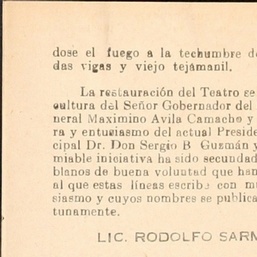 dose el fuego a la techumbre d
das vigas y viejo tejamanil.
La restauración del Teatro se
cultura del Señor Gobernador del
neral Maximino Avila Camacho y
ra y entusiasmo del actual Preside
cipal Dr. Don Sergio B Guzmán y
miable iniciativa ha sido secundad
blanos de buena voluntad que han
al que estas líneas escribe con mu
siasmo y cuyos nombres se publica
tunamente.
LIC. RODOLFO SARM